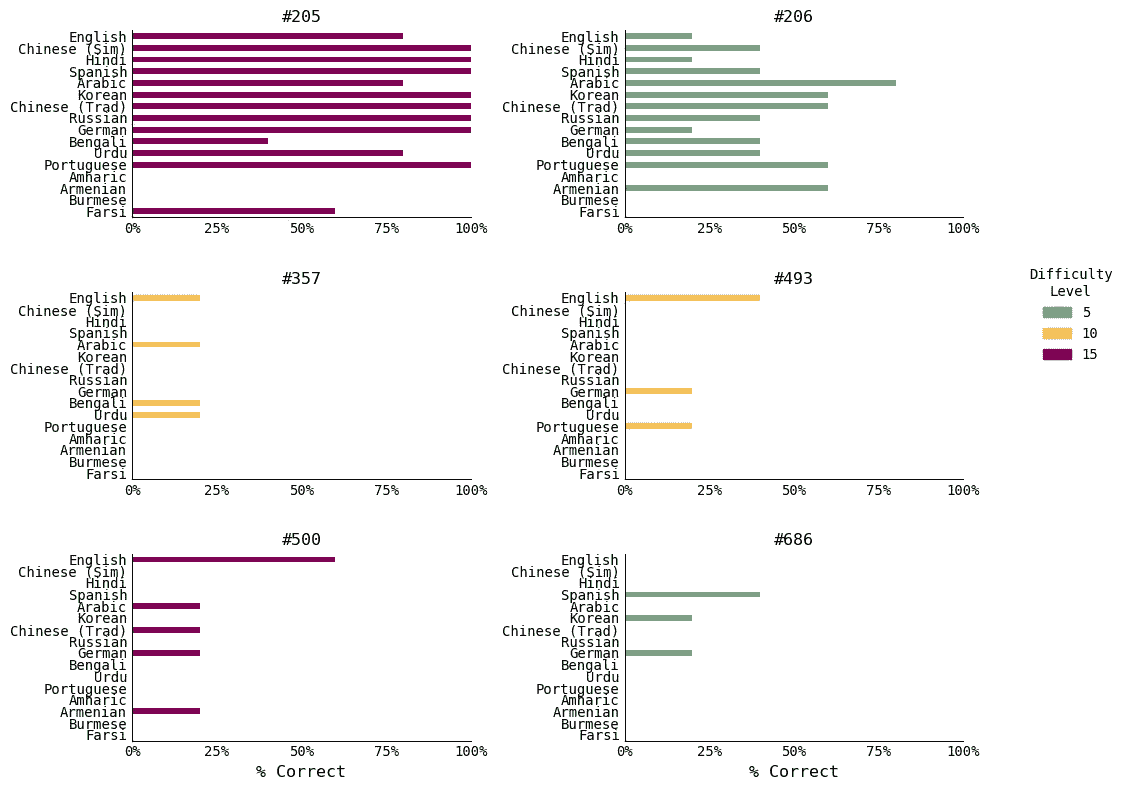 #205
English
Chinese (Sim)
Hindi
Spanish
Arabic
Korean
Chinese (Trad)
Russian
German
Bengali
Urdu
Portuguese
Amharic
Armenian
Burmese
Farsi
0% 25% 50% 75% 100%
#206
English
Chinese (Sim)
Hindi
Spanish
Arabic
Korean
Chinese (Trad)
Russian
German
Bengali
Urdu
Portuguese
Amharic
Armenian
Burmese
Farsi
0% 25% 50% 75% 100%
#357
English
Chinese (Sim)
Hindi
Spanish
Arabic
Korean
Chinese (Trad)
Russian
German
Bengali
Urdu
Portuguese
Amharic
Armenian
Burmese
Farsi
0% 25% 50% 75% 100%
#493
English
Chinese (Sim)
Hindi
Spanish
Arabic
Korean
Chinese (Trad)
Russian
German
Bengali
Urdu
Portuguese
Amharic
Armenian
Burmese
Farsi
0% 25% 50% 75% 100%
Difficulty
Level
5
10
15
#500
English
Chinese (Sim)
Hindi
Spanish
Arabic
Korean
Chinese (Trad)
Russian
German
Bengali
Urdu
Portuguese
Amharic
Armenian
Burmese
Farsi
0% 25% 50% 75% 100%
% Correct
#686
English
Chinese (Sim)
Hindi
Spanish
Arabic
Korean
Chinese (Trad)
Russian
German
Bengali
Urdu
Portuguese
Amharic
Armenian
Burmese
Farsi
0% 25% 50% 75% 100%
% Correct